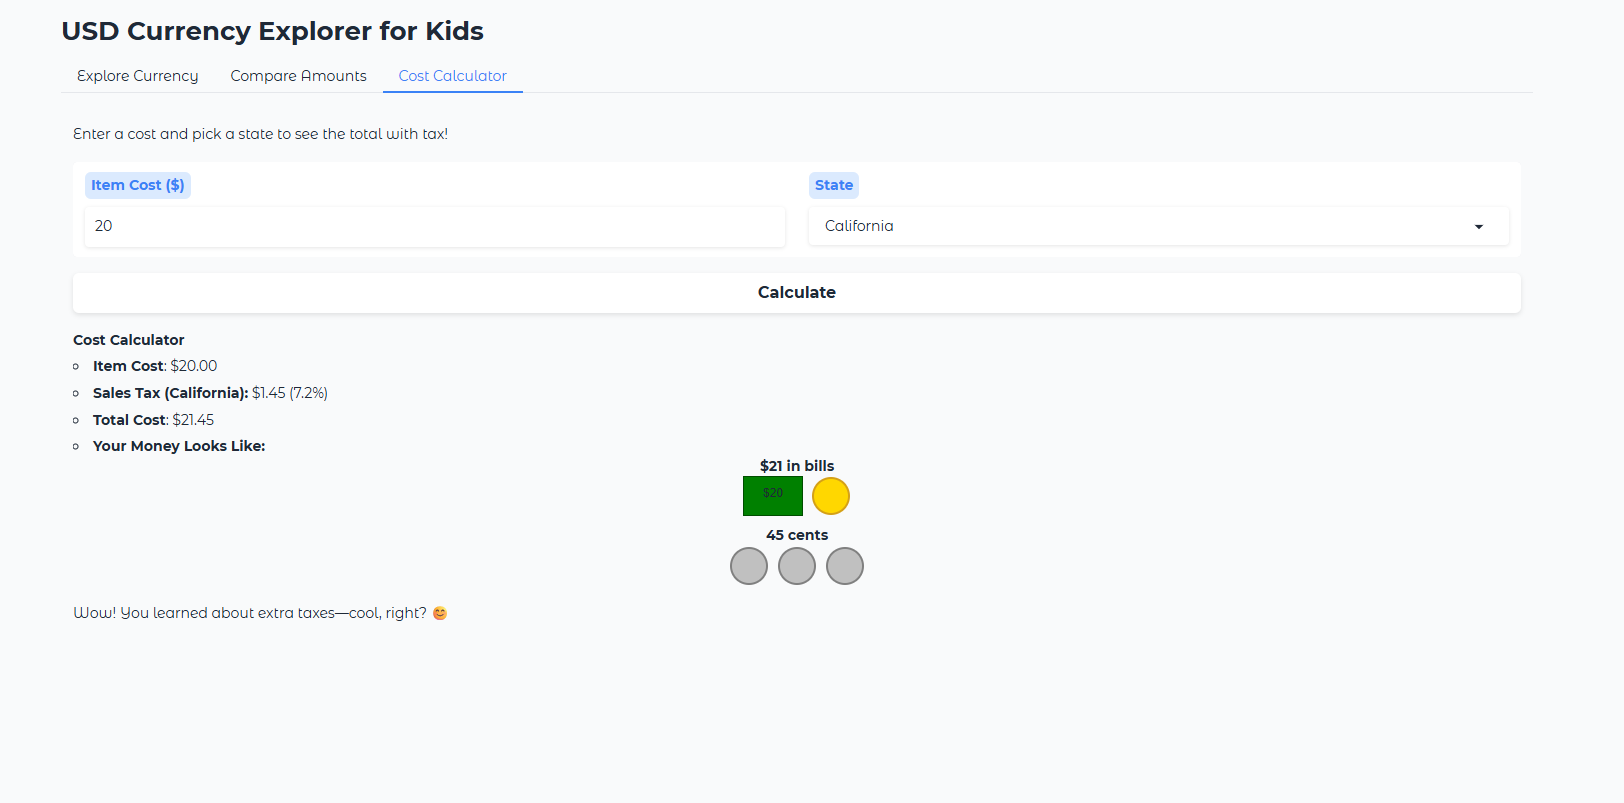 USD Currency Explorer for Kids
Explore Currency Compare Amounts Cost Calculator
Enter a cost and pick a state to see the total with tax!
Item Cost ($) State
20 California
Calculate
Cost Calculator
Item Cost: $20.00
Sales Tax (California): $1.45 (7.2%)
Total Cost: $21.45
Your Money Looks Like:
$21 in bills
$20
45 cents
Wow! You learned about extra taxes—cool, right? 😊